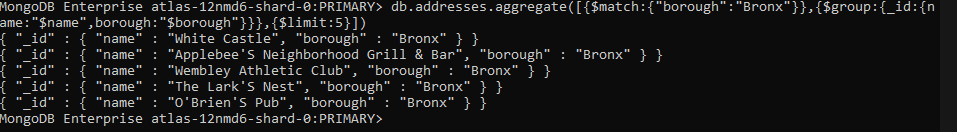 MongoDB Enterprise atlas-12nmd6-shard-0:PRIMARY> db.addresses.aggregate([{$match:{"borough":"Bronx"}},{$group:{_id:{n
ame:"$name",borough:"$borough"}}},{$limit:5}])
{ "_id" : { "name" : "White Castle", "borough" : "Bronx" } }
{ "_id" : { "name" : "Applebee'S Neighborhood Grill & Bar", "borough" : "Bronx" } }
{ "_id" : { "name" : "Wembley Athletic Club", "borough" : "Bronx" } }
{ "_id" : { "name" : "The Lark'S Nest", "borough" : "Bronx" } }
{ "_id" : { "name" : "O'Brien'S Pub", "borough" : "Bronx" } }
MongoDB Enterprise atlas-12nmd6-shard-0:PRIMARY>